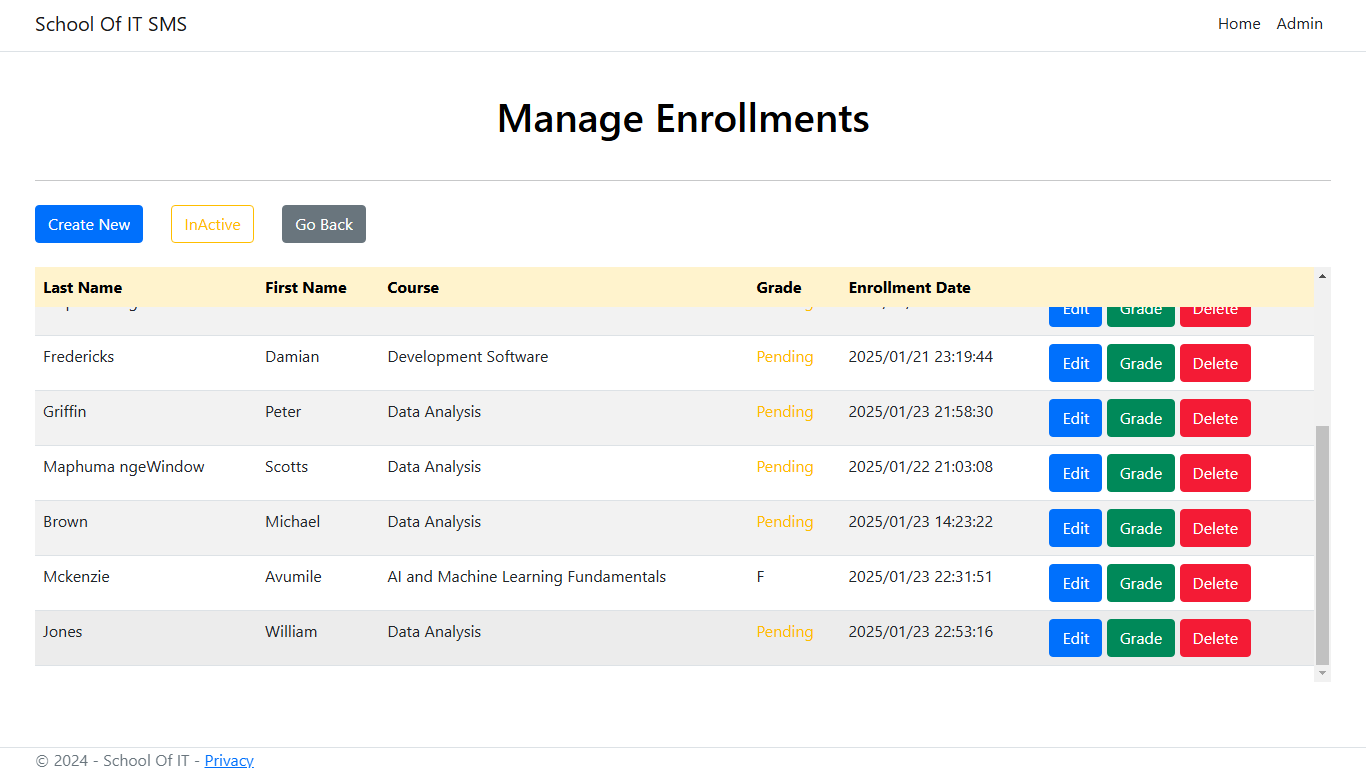 School Of IT SMS Home Admin
Manage Enrollments
Create New InActive Go Back
Last Name First Name Course Grade Enrollment Date
Edit Grade Delete
Fredericks Damian Development Software Pending 2025/01/21 23:19:44 Edit Grade Delete
Griffin Peter Data Analysis Pending 2025/01/23 21:58:30 Edit Grade Delete
Maphuma ngeWindow Scotts Data Analysis Pending 2025/01/22 21:03:08 Edit Grade Delete
Brown Michael Data Analysis Pending 2025/01/23 14:23:22 Edit Grade Delete
Mckenzie Avumile AI and Machine Learning Fundamentals F 2025/01/23 22:31:51 Edit Grade Delete
Jones William Data Analysis Pending 2025/01/23 22:53:16 Edit Grade Delete
© 2024 - School Of IT - Privacy